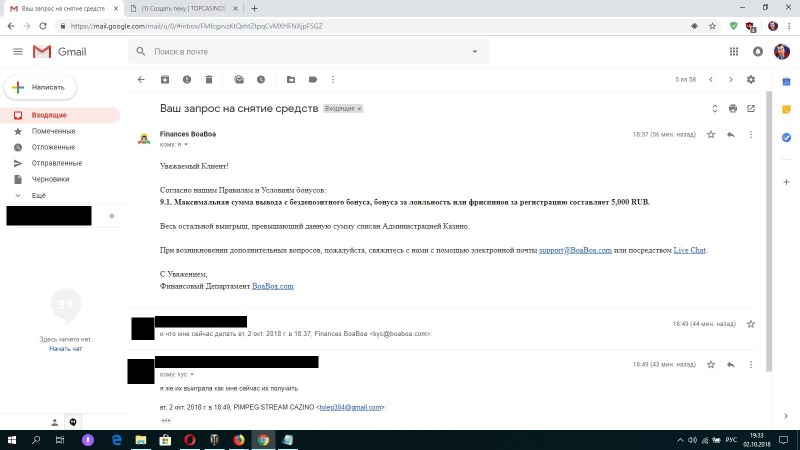 Ваш запрос на снятие средств -
(1) Создать тему | TOPCASINOS
https://mail.google.com/mail/u/0/#inbox/FMfcgxvzKtQshtZtpqCvMXHFNXjpFSGZ
Gmail
Поиск в почте
Написать
5 из 58
Входящие
Помеченные
Отложенные
Отправленные
Черновики
Ещё
Здесь ничего нет.
Начать чат
Ваш запрос на снятие средств Входящие ×
Finances BoaBoa 18:37 (56 мин. назад)
кому: я
Уважаемый Клиент!
Согласно нашим Правилам и Условиям бонусов:
9.1. Максимальная сумма вывода с бездепозитного бонуса, бонуса за лояльность или фриспинов за регистрацию составляет 5,000 RUB.
Весь остальной выигрыш, превышающий данную сумму списан Администрацией Казино.
При возникновении дополнительных вопросов, пожалуйста, свяжитесь с нами с помощью электронной почты support@BoaBoa.com или посредством Live Chat.
С Уважением,
Финансовый Департамент BoaBoa.com
18:49 (44 мин. назад)
и что мне сейчас делать вт, 2 окт. 2018 г. в 18:37, Finances BoaBoa <kyc@boaboa.com>:
18:49 (43 мин. назад)
кому: kyc
я же их выиграла как мне сейчас их получить
вт, 2 окт. 2018 г. в 18:49, PIMPEG STREAM CAZINO <toleg384@gmail.com>:
РУС
19:33
02.10.2018